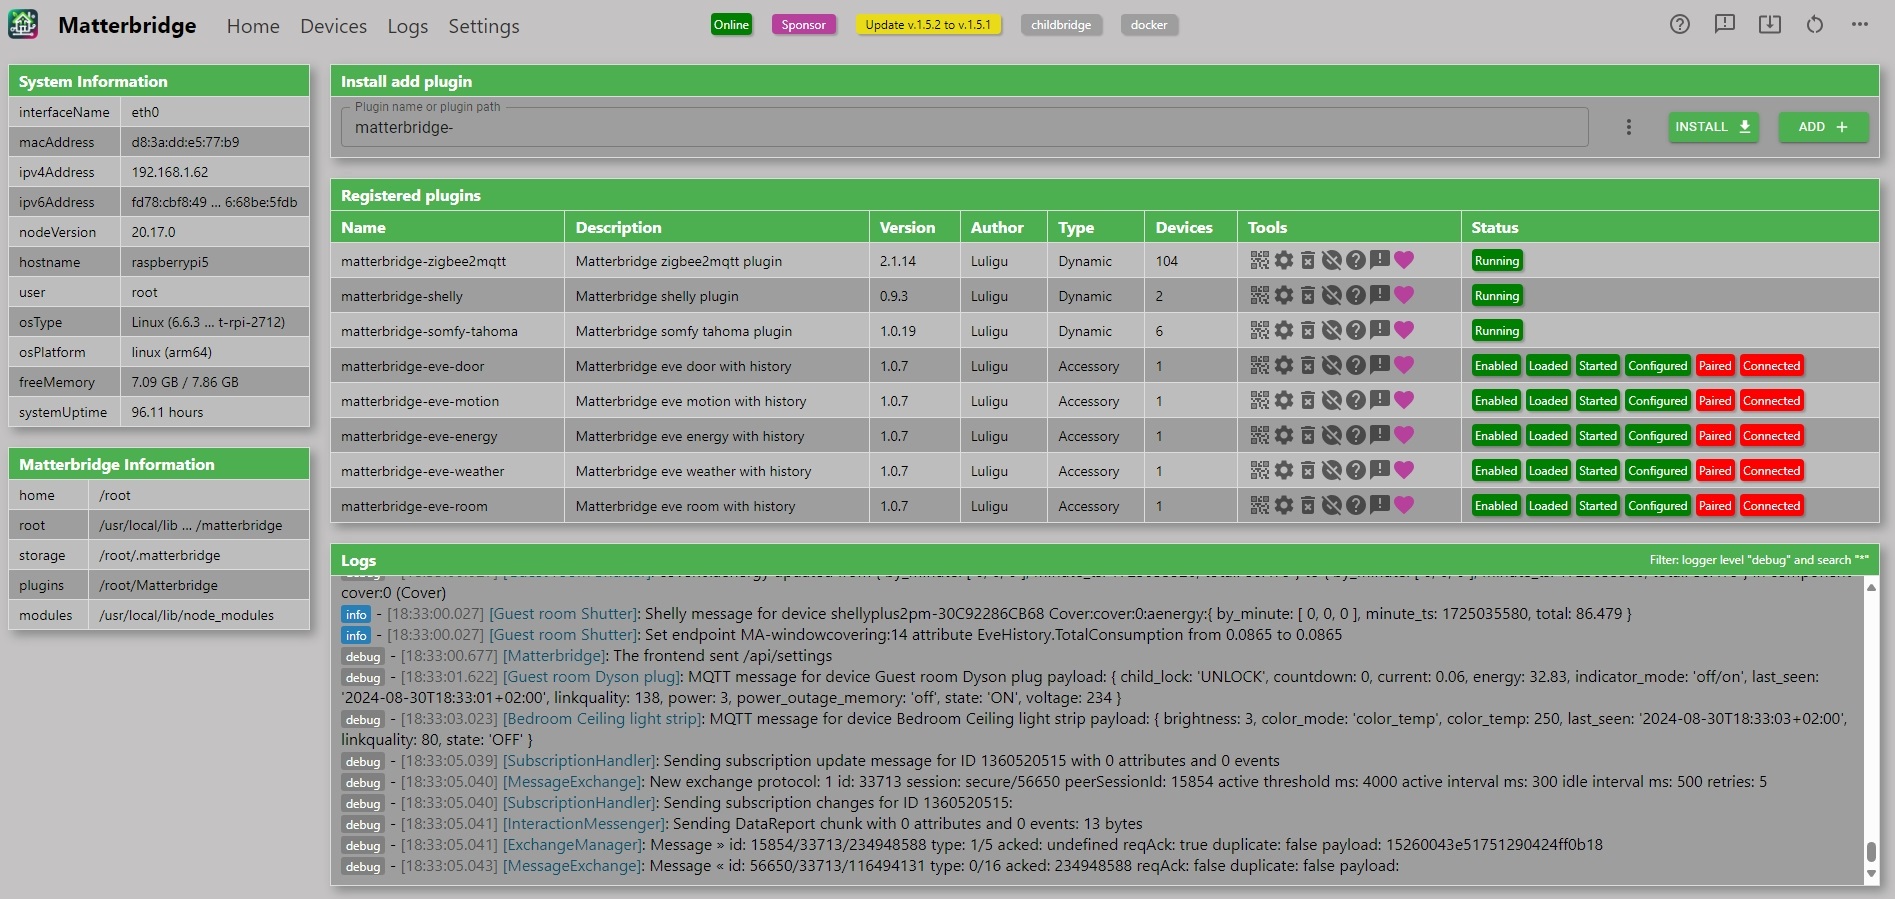 Matterbridge Home Devices Logs Settings Online Sponsor Update v.1.5.2 to v.1.5.1 childbridge docker
System Information
interfaceName eth0
macAddress d8:3a:dd:e5:77:b9
ipv4Address 192.168.1.62
ipv6Address fd78:cbf8:49 ... 6:68be:5fdb
nodeVersion 20.17.0
hostname raspberrypi5
user root
osType Linux (6.6.3 ... t-rpi-2712)
osPlatform linux (arm64)
freeMemory 7.09 GB / 7.86 GB
systemUptime 96.11 hours
Matterbridge Information
home /root
root /usr/local/lib ... /matterbridge
storage /root/.matterbridge
plugins /root/Matterbridge
modules /usr/local/lib/node_modules
Install add plugin
Plugin name or plugin path
matterbridge-
INSTALL ADD
Registered plugins
Name Description Version Author Type Devices Tools Status
matterbridge-zigbee2mqtt Matterbridge zigbee2mqtt plugin 2.1.14 Luligu Dynamic 104 Running
matterbridge-shelly Matterbridge shelly plugin 0.9.3 Luligu Dynamic 2 Running
matterbridge-somfy-tahoma Matterbridge somfy tahoma plugin 1.0.19 Luligu Dynamic 6 Running
matterbridge-eve-door Matterbridge eve door with history 1.0.7 Luligu Accessory 1 Enabled Loaded Started Configured Paired Connected
matterbridge-eve-motion Matterbridge eve motion with history 1.0.7 Luligu Accessory 1 Enabled Loaded Started Configured Paired Connected
matterbridge-eve-energy Matterbridge eve energy with history 1.0.7 Luligu Accessory 1 Enabled Loaded Started Configured Paired Connected
matterbridge-eve-weather Matterbridge eve weather with history 1.0.7 Luligu Accessory 1 Enabled Loaded Started Configured Paired Connected
matterbridge-eve-room Matterbridge eve room with history 1.0.7 Luligu Accessory 1 Enabled Loaded Started Configured Paired Connected
Logs Filter: logger level "debug" and search "*"
cover:0 (Cover)
info - [18:33:00.027] [Guest room Shutter]: Shelly message for device shellyplus2pm-30C92286CB68 Cover:cover:0:aenergy:{ by_minute: [ 0, 0, 0 ], minute_ts: 1725035580, total: 86.479 }
info - [18:33:00.027] [Guest room Shutter]: Set endpoint MA-windowcovering:14 attribute EveHistory.TotalConsumption from 0.0865 to 0.0865
debug - [18:33:00.677] [Matterbridge]: The frontend sent /api/settings
debug - [18:33:01.622] [Guest room Dyson plug]: MQTT message for device Guest room Dyson plug payload: { child_lock: 'UNLOCK', countdown: 0, current: 0.06, energy: 32.83, indicator_mode: 'off/on', last_seen:
'2024-08-30T18:33:01+02:00', linkquality: 138, power: 3, power_outage_memory: 'off', state: 'ON', voltage: 234 }
debug - [18:33:03.023] [Bedroom Ceiling light strip]: MQTT message for device Bedroom Ceiling light strip payload: { brightness: 3, color_mode: 'color_temp', color_temp: 250, last_seen: '2024-08-30T18:33:03+02:00',
linkquality: 80, state: 'OFF' }
debug - [18:33:05.039] [SubscriptionHandler]: Sending subscription update message for ID 1360520515 with 0 attributes and 0 events
debug - [18:33:05.040] [MessageExchange]: New exchange protocol: 1 id: 33713 session: secure/56650 peerSessionId: 15854 active threshold ms: 4000 active interval ms: 300 idle interval ms: 500 retries: 5
debug - [18:33:05.040] [SubscriptionHandler]: Sending subscription changes for ID 1360520515:
debug - [18:33:05.041] [InteractionMessenger]: Sending DataReport chunk with 0 attributes and 0 events: 13 bytes
debug - [18:33:05.041] [ExchangeManager]: Message » id: 15854/33713/234948588 type: 1/5 acked: undefined reqAck: true duplicate: false payload: 15260043e51751290424ff0b18
debug - [18:33:05.043] [MessageExchange]: Message « id: 56650/33713/116494131 type: 0/16 acked: 234948588 reqAck: false duplicate: false payload: